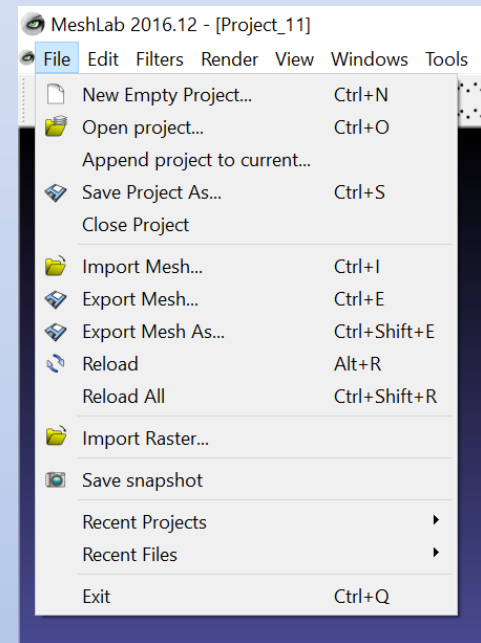 MeshLab 2016.12 - [Project_11]
File Edit Filters Render View Windows Tools
New Empty Project... Ctrl+N
Open project... Ctrl+O
Append project to current...
Save Project As... Ctrl+S
Close Project
Import Mesh... Ctrl+I
Export Mesh... Ctrl+E
Export Mesh As... Ctrl+Shift+E
Reload Alt+R
Reload All Ctrl+Shift+R
Import Raster...
Save snapshot
Recent Projects
Recent Files
Exit Ctrl+Q